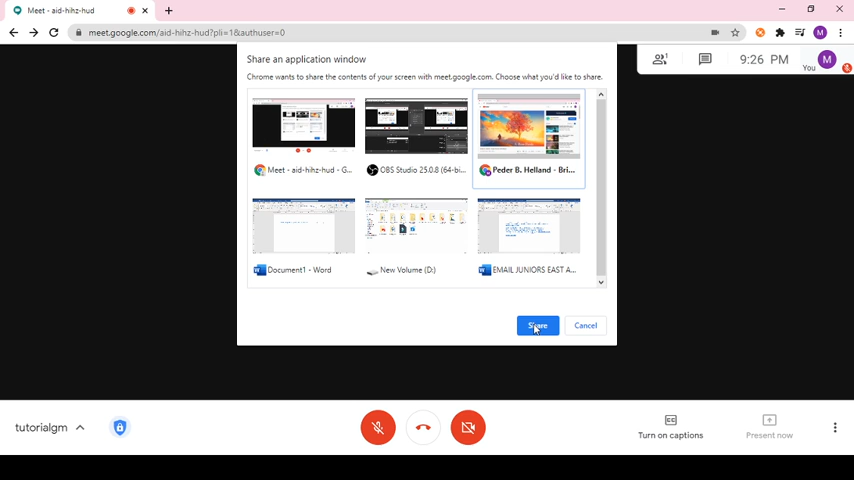 Meet - aid-hihz-hud
meet.google.com/aid-hihz-hud?pli=1&authuser=0
M
Share an application window
Chrome wants to share the contents of your screen with meet.google.com. Choose what you'd like to share.
1
9:26 PM
You
M
Meet - aid-hihz-hud - G...
OBS Studio 25.0.8 (64-bi...
Peder B. Helland - Bri...
Document1 - Word
New Volume (D:)
EMAIL JUNIORS EAST A...
Share
Cancel
tutorialgm
Turn on captions
Present now